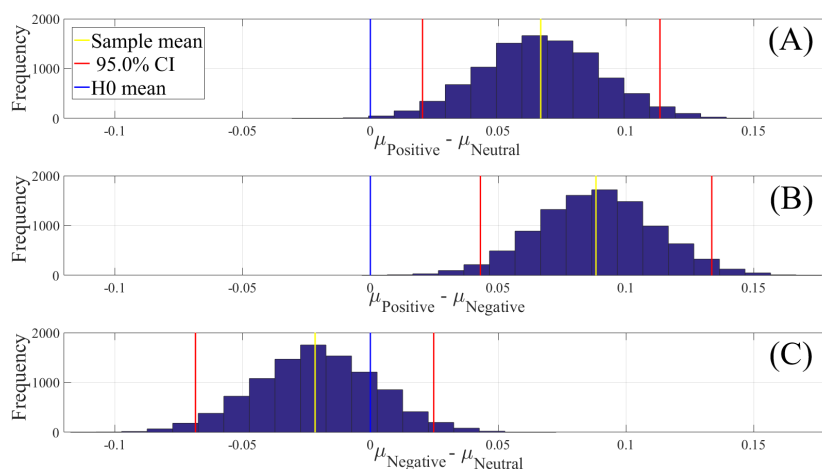 Frequency
2000
1000
0
Sample mean
95.0% CI
H0 mean
(A)
-0.1 -0.05 0 0.05 0.1 0.15
μPositive - μNeutral
Frequency
2000
1000
0
(B)
-0.1 -0.05 0 0.05 0.1 0.15
μPositive - μNegative
Frequency
2000
1000
0
(C)
-0.1 -0.05 0 0.05 0.1 0.15
μNegative - μNeutral